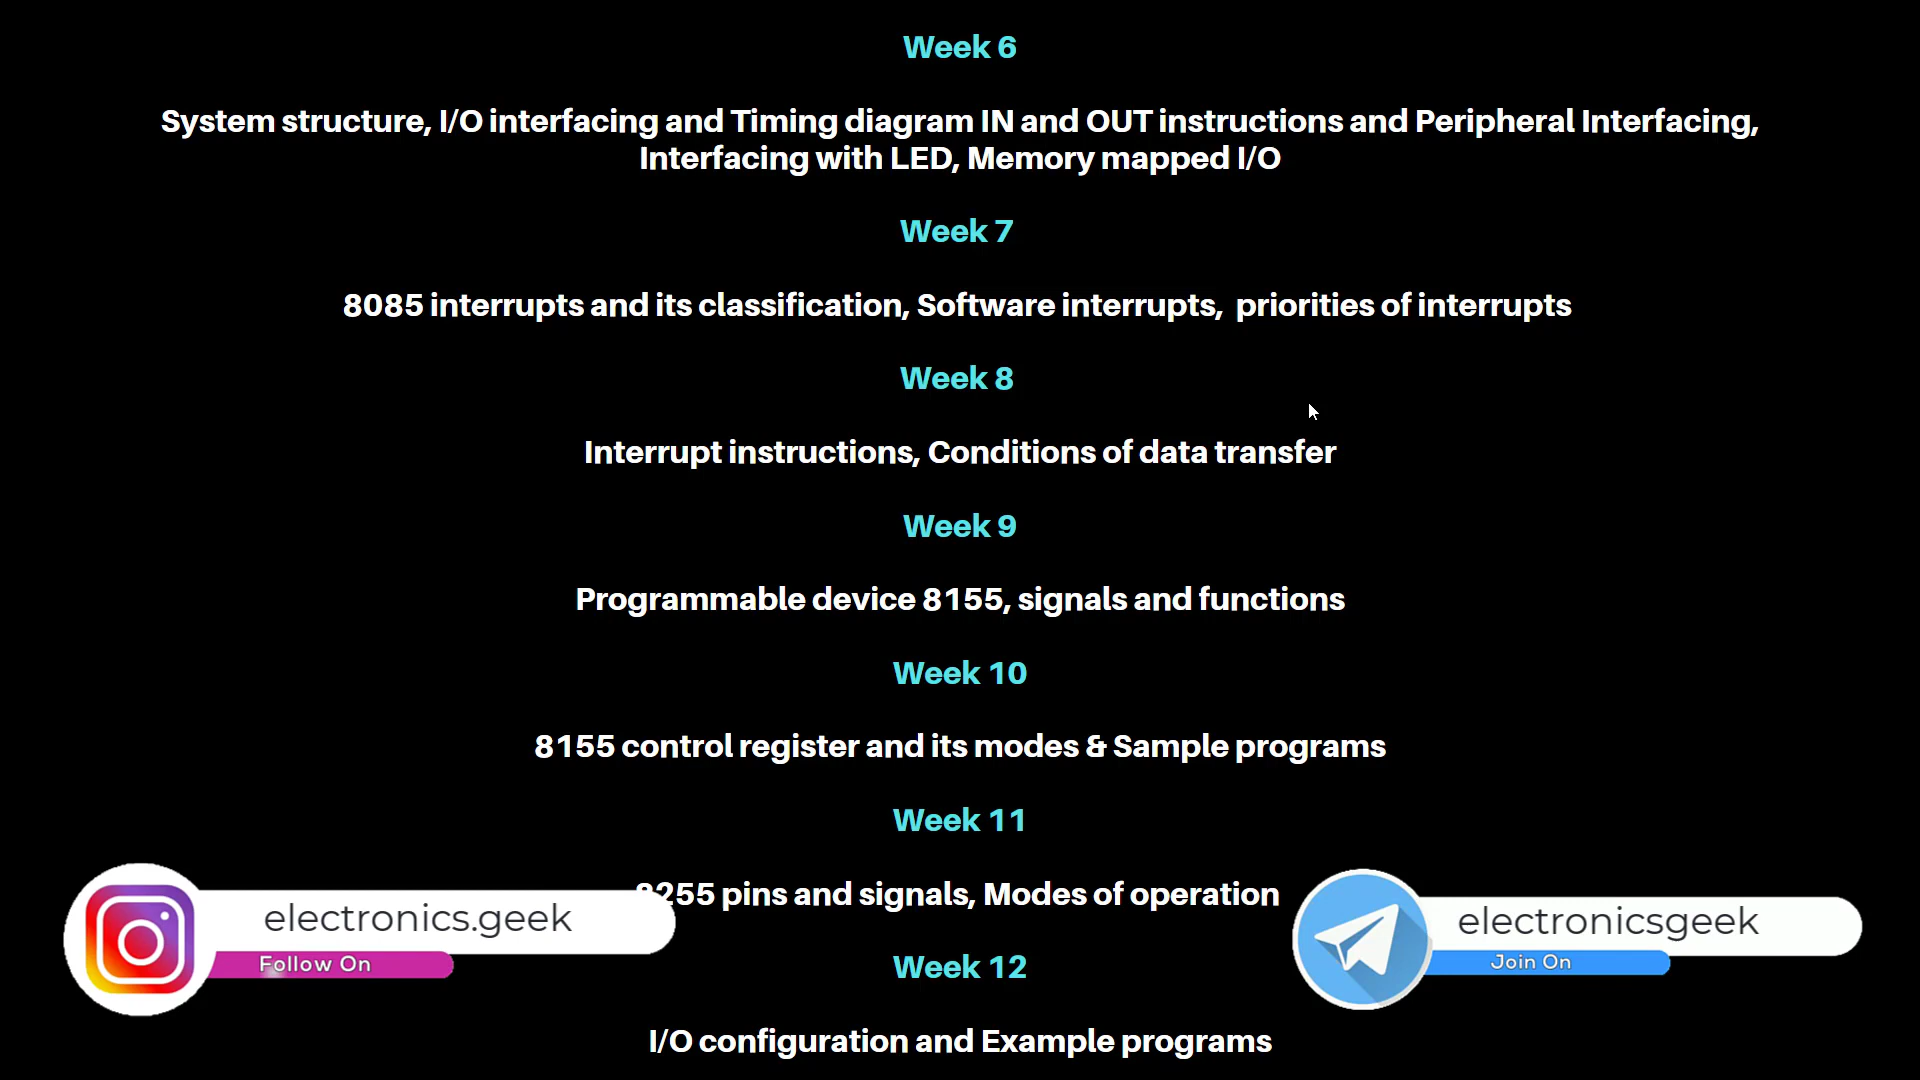 Week 6
System structure, I/O interfacing and Timing diagram IN and OUT instructions and Peripheral Interfacing,
Interfacing with LED, Memory mapped I/O
Week 7
8085 interrupts and its classification, Software interrupts, priorities of interrupts
Week 8
Interrupt instructions, Conditions of data transfer
Week 9
Programmable device 8155, signals and functions
Week 10
8155 control register and its modes & Sample programs
Week 11
8255 pins and signals, Modes of operation
electronics.geek
Follow On
electronicsgeek
Join On
Week 12
I/O configuration and Example programs